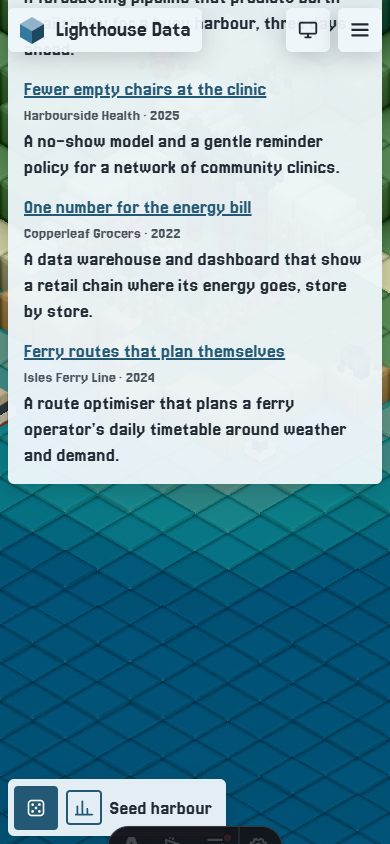 Lighthouse Data
ahead.
Fewer empty chairs at the clinic
Harbourside Health · 2025
A no-show model and a gentle reminder
policy for a network of community clinics.
One number for the energy bill
Copperleaf Grocers · 2022
A data warehouse and dashboard that show
a retail chain where its energy goes, store
by store.
Ferry routes that plan themselves
Isles Ferry Line · 2024
A route optimiser that plans a ferry
operator's daily timetable around weather
and demand.
Seed harbour